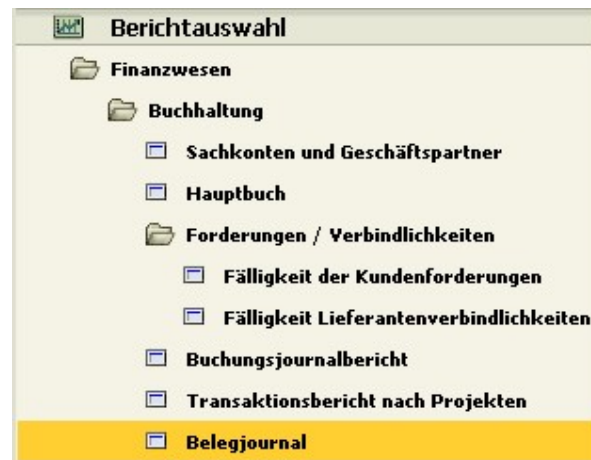 Berichtauswahl
Finanzwesen
Buchhaltung
Sachkonten und Geschäftspartner
Hauptbuch
Forderungen / Verbindlichkeiten
Fälligkeit der Kundenforderungen
Fälligkeit Lieferantenverbindlichkeiten
Buchungsjournalbericht
Transaktionsbericht nach Projekten
Belegjournal